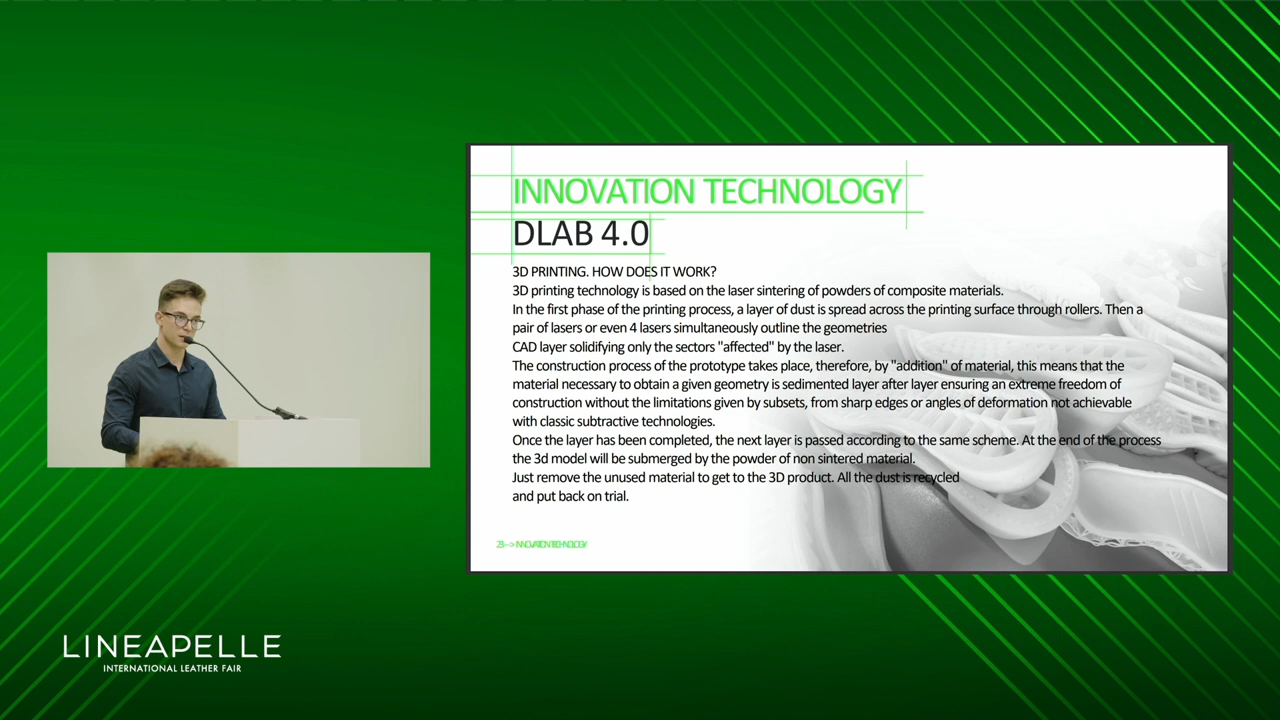 INNOVATION TECHNOLOGY
DLAB 4.0
3D PRINTING. HOW DOES IT WORK?
3D printing technology is based on the laser sintering of powders of composite materials.
In the first phase of the printing process, a layer of dust is spread across the printing surface through rollers. Then a
pair of lasers or even 4 lasers simultaneously outline the geometries
CAD layer solidifying only the sectors "affected" by the laser.
The construction process of the prototype takes place, therefore, by "addition" of material, this means that the
material necessary to obtain a given geometry is sedimented layer after layer ensuring an extreme freedom of
construction without the limitations given by subsets, from sharp edges or angles of deformation not achievable
with classic subtractive technologies.
Once the layer has been completed, the next layer is passed according to the same scheme. At the end of the process
the 3d model will be submerged by the powder of non sintered material.
Just remove the unused material to get to the 3D product. All the dust is recycled
and put back on trial.
--> INNOVATION TECHNOLOGY
LINEAPELLE
INTERNATIONAL LEATHER FAIR